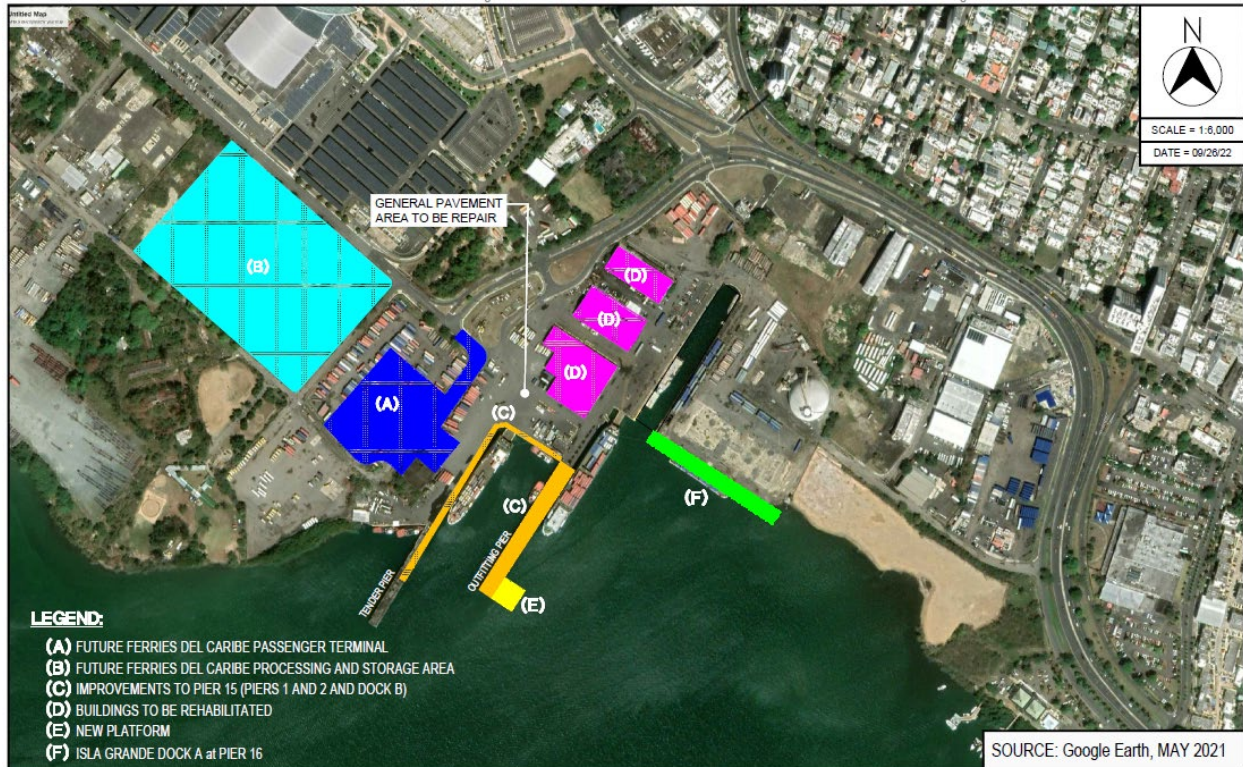 Untitled Map
N
SCALE = 1:6,000
DATE = 09/26/22
GENERAL PAVEMENT
AREA TO BE REPAIR
(B)
(D)
(D)
(D)
(A)
(C)
(C)
(F)
(E)
TENDER PIER
OUTFITTING PIER
LEGEND:
(A) FUTURE FERRIES DEL CARIBE PASSENGER TERMINAL
(B) FUTURE FERRIES DEL CARIBE PROCESSING AND STORAGE AREA
(C) IMPROVEMENTS TO PIER 15 (PIERS 1 AND 2 AND DOCK B)
(D) BUILDINGS TO BE REHABILITATED
(E) NEW PLATFORM
(F) ISLA GRANDE DOCK A at PIER 16
SOURCE: Google Earth, MAY 2021